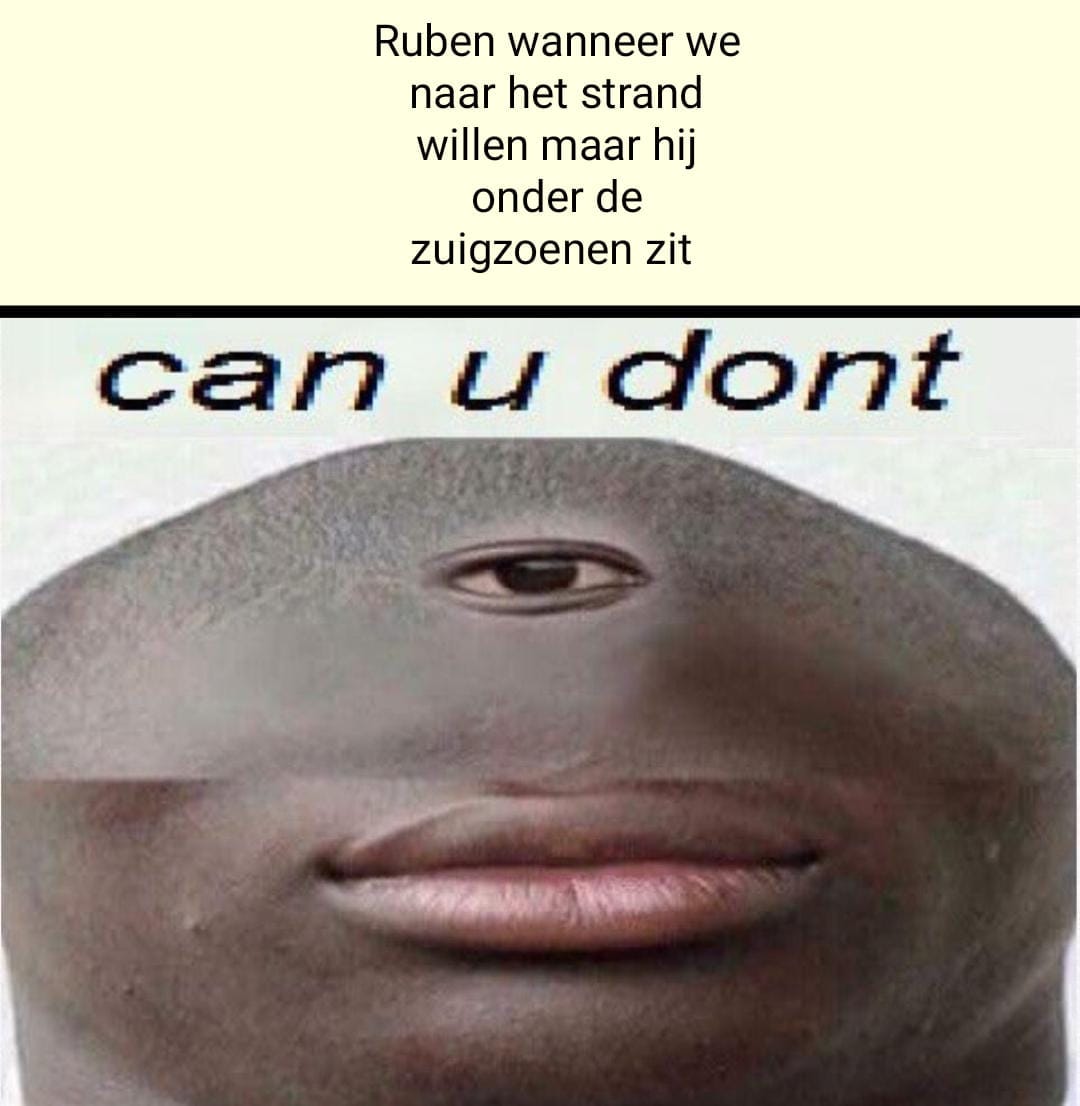 Ruben wanneer we
naar het strand
willen maar hij
onder de
zuigzoenen zit
can u dont